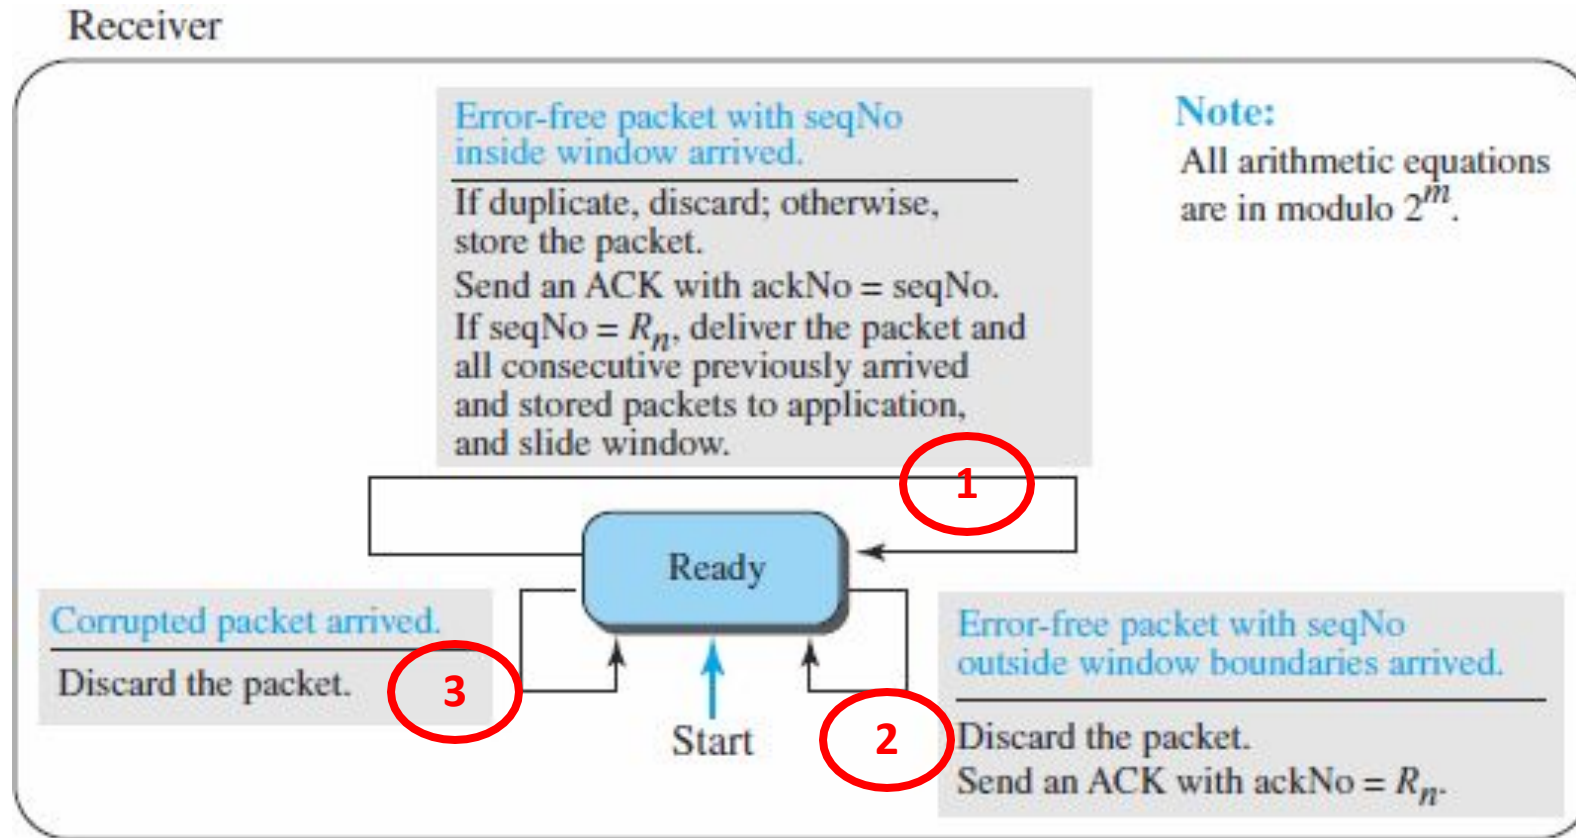 Receiver
Error-free packet with seqNo
inside window arrived.
If duplicate, discard; otherwise,
store the packet.
Send an ACK with ackNo = seqNo.
If seqNo = Rn, deliver the packet and
all consecutive previously arrived
and stored packets to application,
and slide window.
Note:
All arithmetic equations
are in modulo 2^m.
1
Ready
Corrupted packet arrived.
Discard the packet.
3
Start
2
Error-free packet with seqNo
outside window boundaries arrived.
Discard the packet.
Send an ACK with ackNo = Rn.